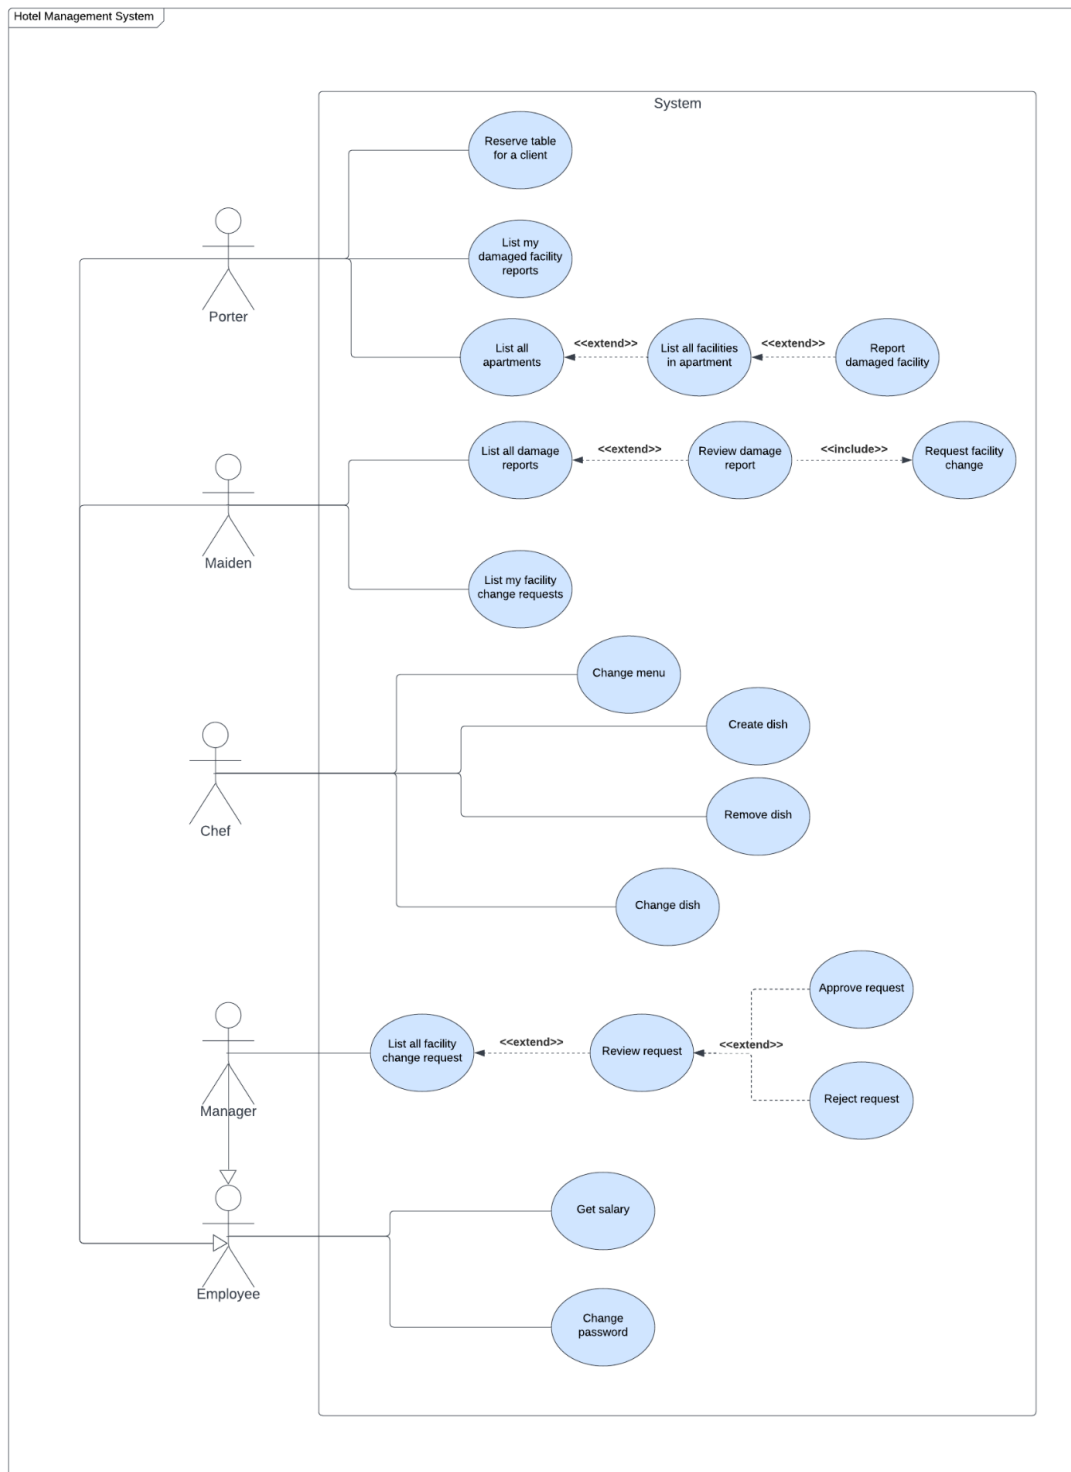 Hotel Management System
System
Reserve table
for a client
List my
damaged facility
reports
Porter
List all
apartments
<<extend>>
List all facilities
in apartment
<<extend>>
Report
damaged facility
List all damage
reports
<<extend>>
Review damage
report
<<include>>
Request facility
change
Maiden
List my facility
change requests
Change menu
Create dish
Chef
Remove dish
Change dish
Approve request
List all facility
change request
<<extend>>
Review request
<<extend>>
Manager
Reject request
Get salary
Employee
Change
password